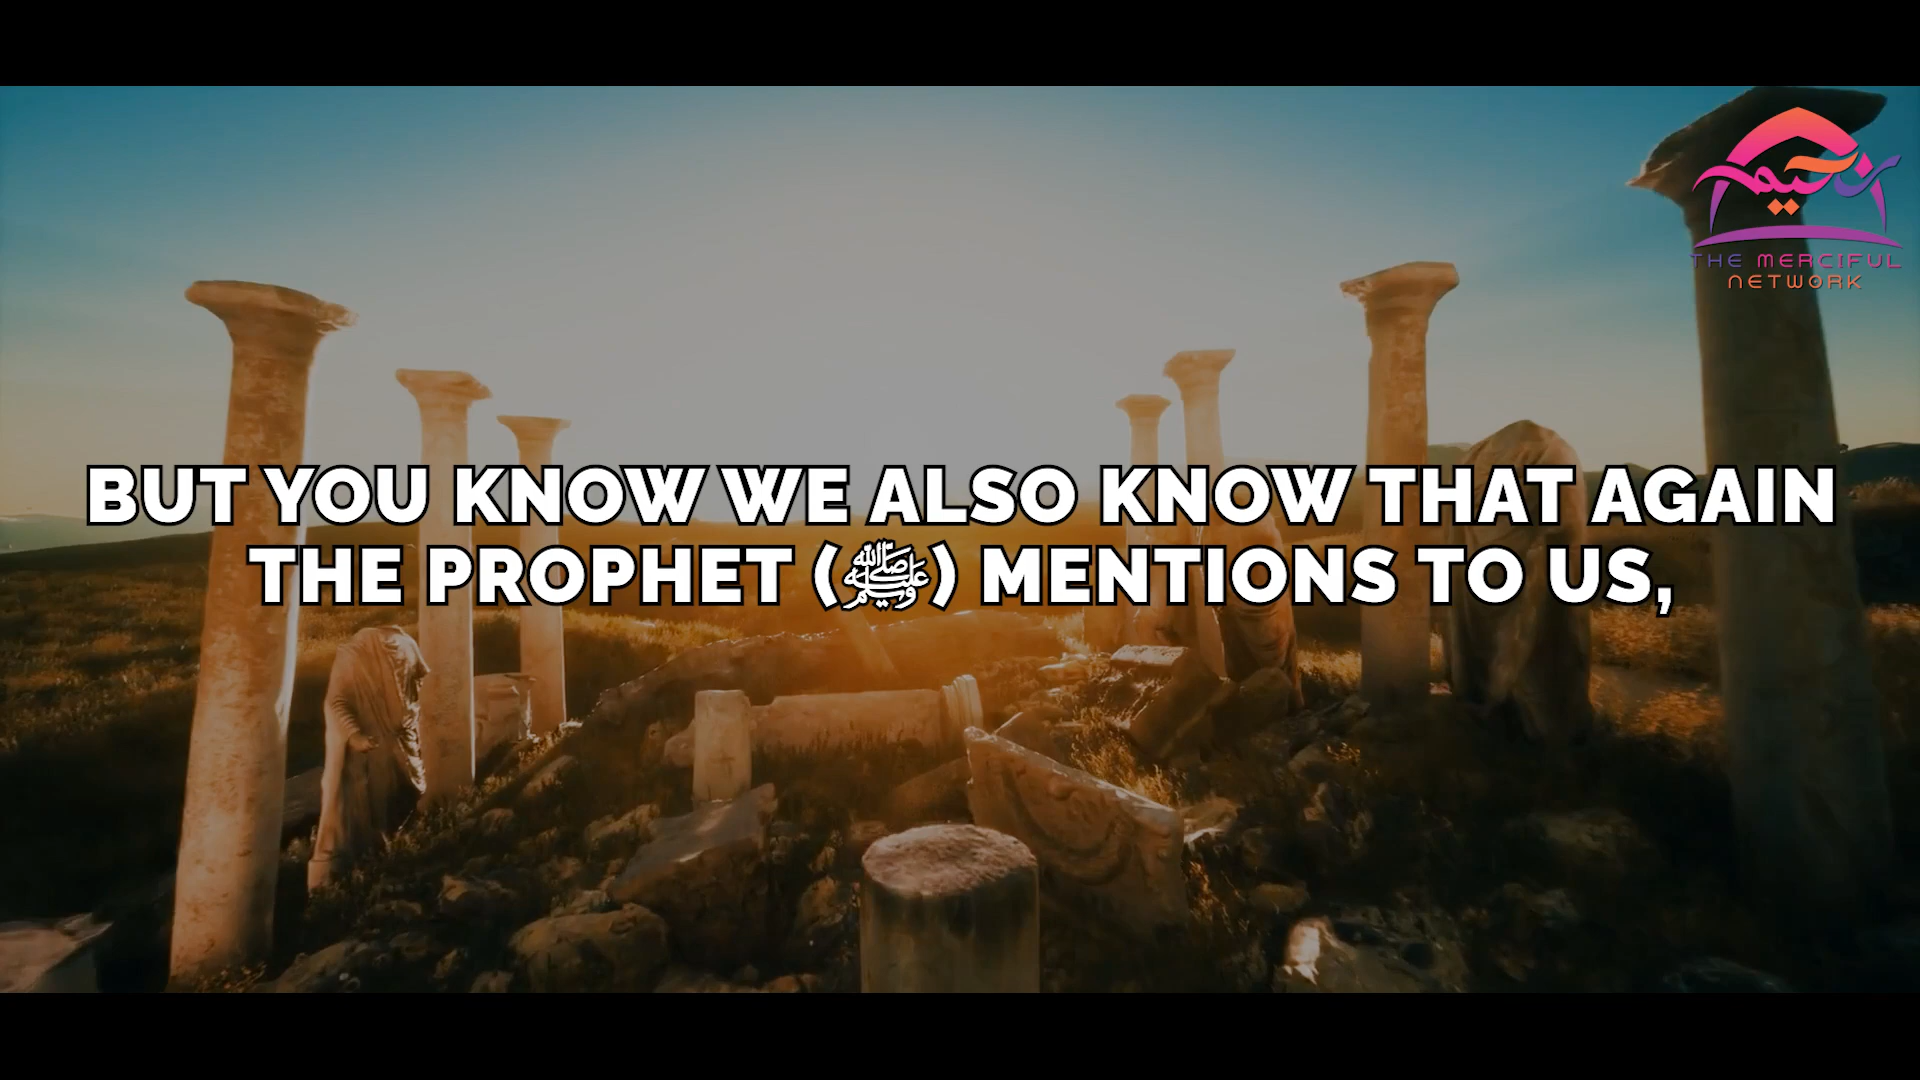 رحيم
THE MERCIFUL
NETWORK
BUT YOU KNOW WE ALSO KNOW THAT AGAIN
THE PROPHET (ﷺ) MENTIONS TO US,